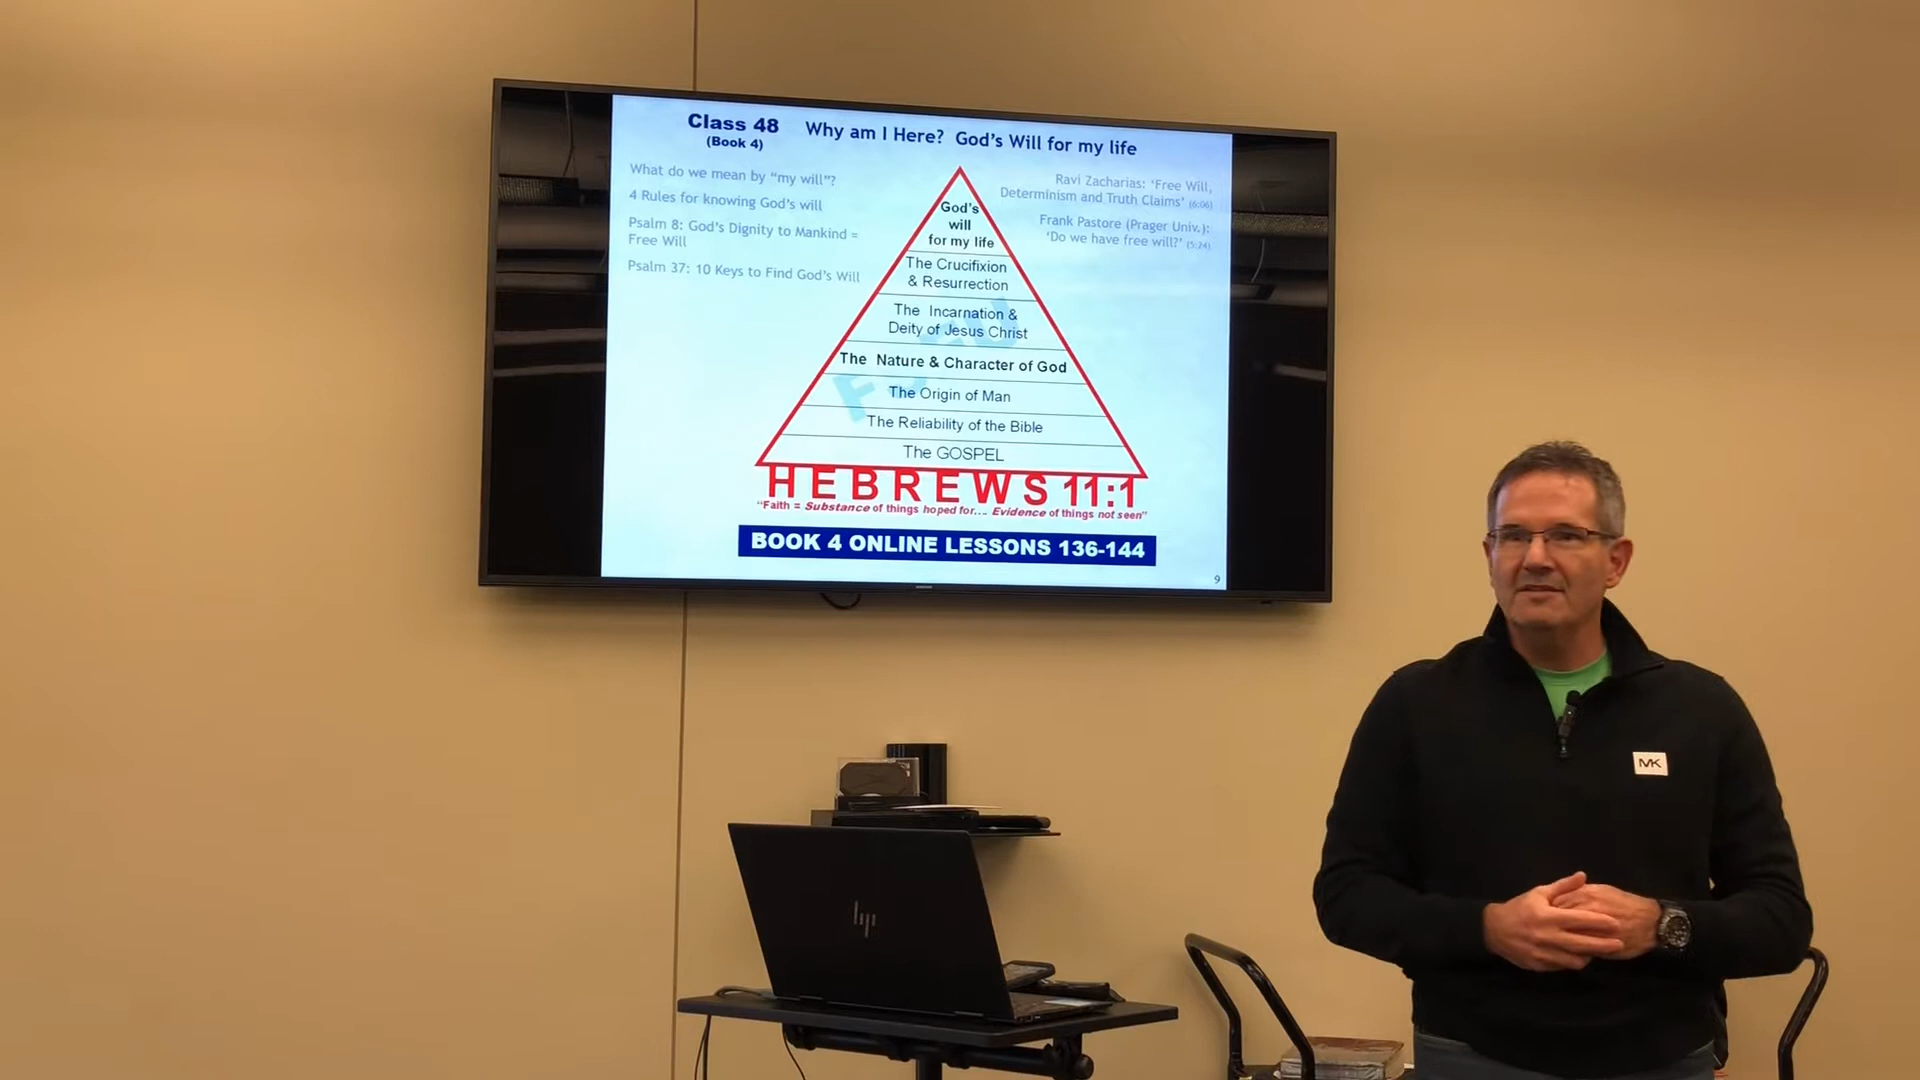 Class 48
(Book 4)
Why am I Here? God's Will for my life
What do we mean by "my will"?
4 Rules for knowing God's will
Psalm 8: God's Dignity to Mankind =
Free Will
Psalm 37: 10 Keys to Find God's Will
Ravi Zacharias: 'Free Will,
Determinism and Truth Claims' (6:06)
Frank Pastore (Prager Univ.):
'Do we have free will?' (5:24)
God's
will
for my life
The Crucifixion
& Resurrection
The Incarnation &
Deity of Jesus Christ
The Nature & Character of God
The Origin of Man
The Reliability of the Bible
The GOSPEL
HEBREWS 11:1
"Faith = Substance of things hoped for.... Evidence of things not seen"
BOOK 4 ONLINE LESSONS 136-144
9
MK
hp